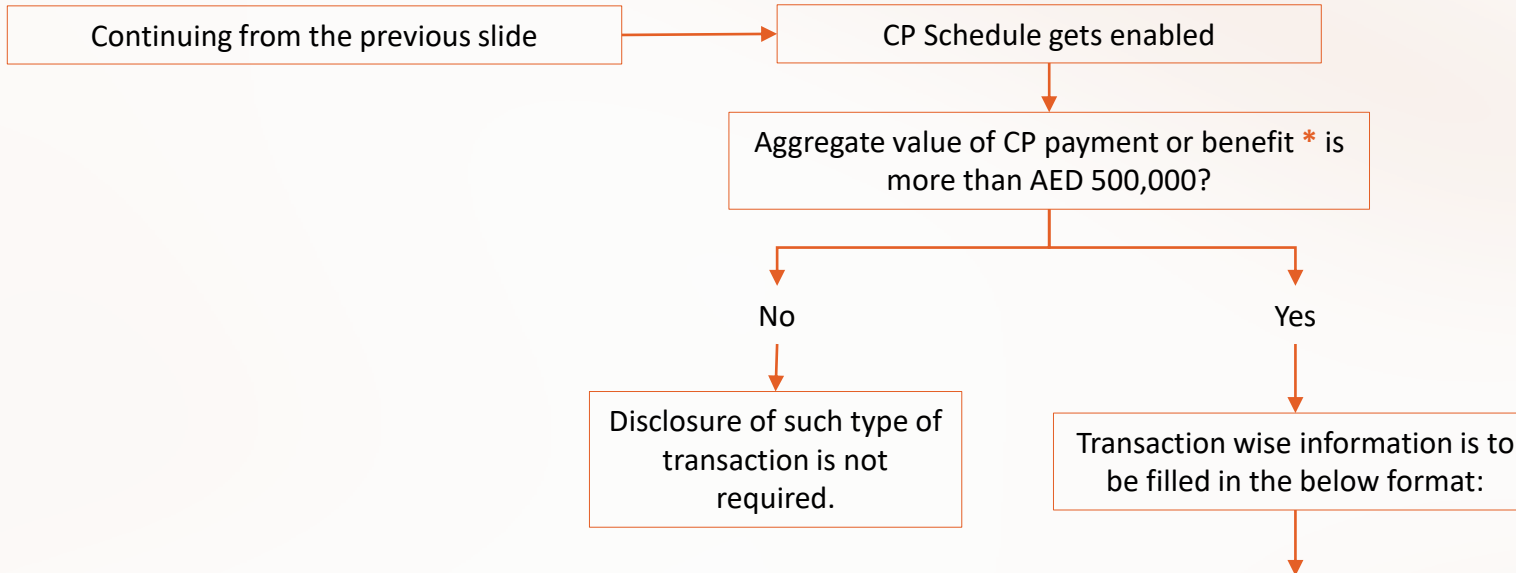 Continuing from the previous slide
CP Schedule gets enabled
Aggregate value of CP payment or benefit * is
more than AED 500,000?
No
Yes
Disclosure of such type of
transaction is not
required.
Transaction wise information is to
be filled in the below format: